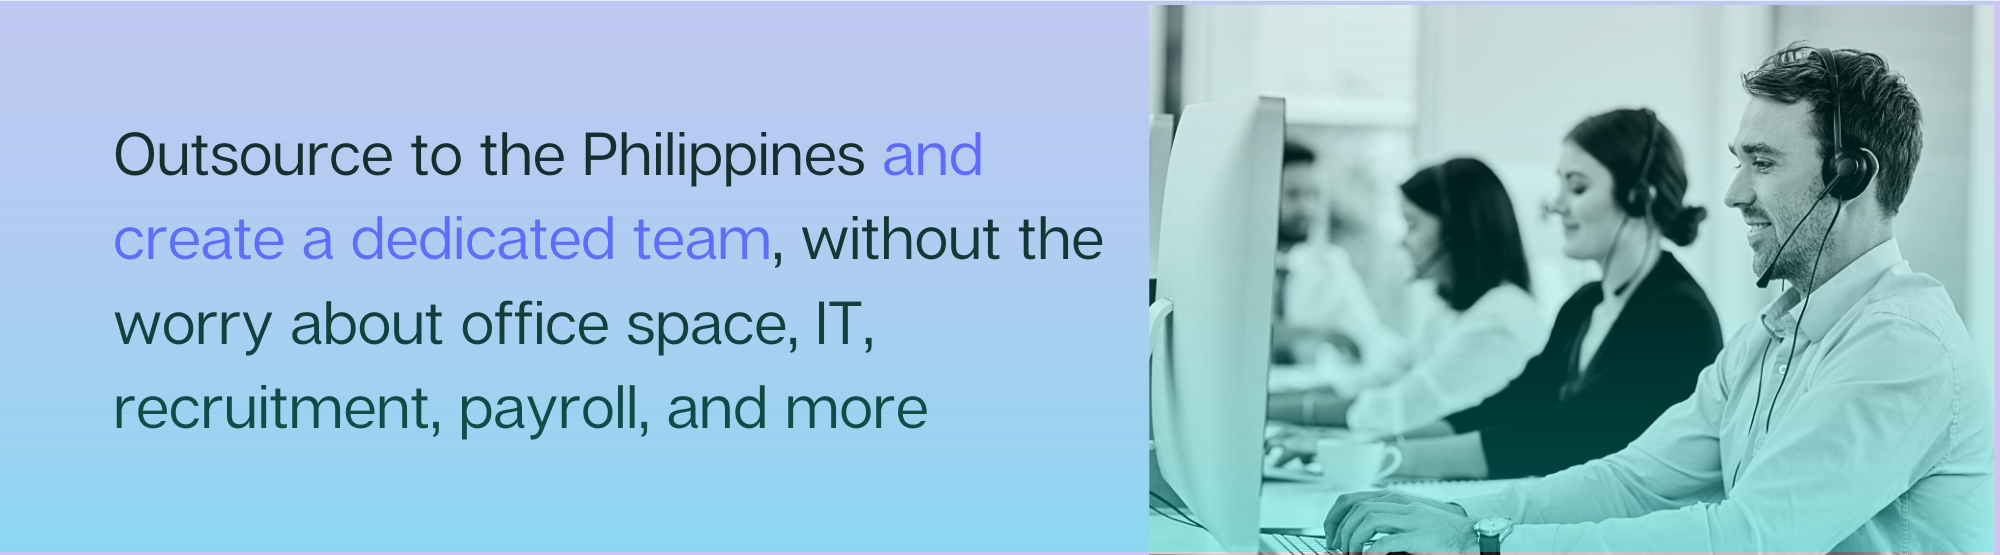 Outsource to the Philippines and
create a dedicated team, without the
worry about office space, IT,
recruitment, payroll, and more